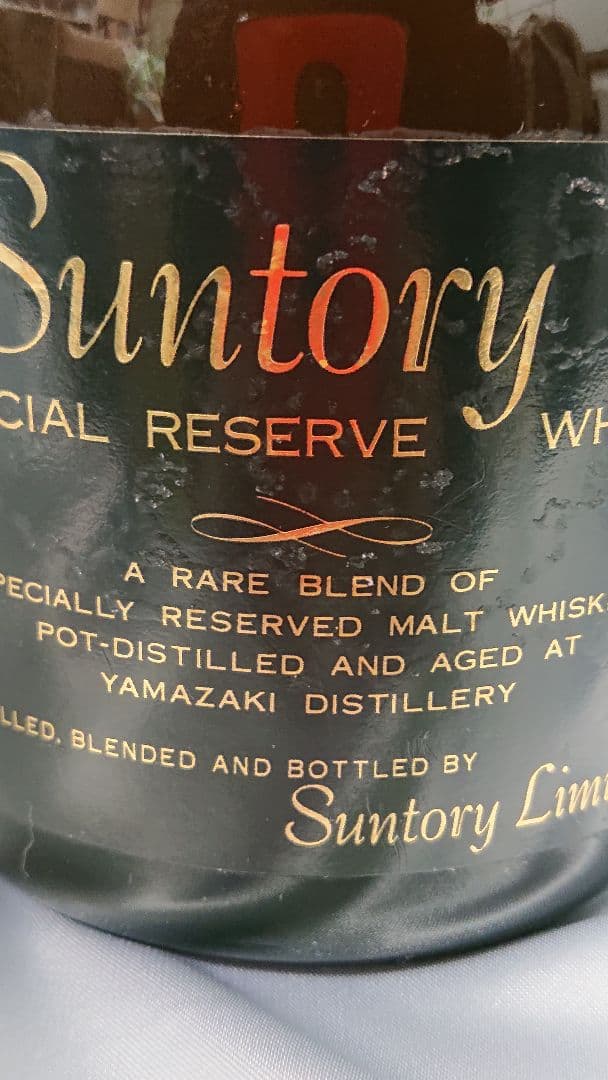 Suntory
CIAL RESERVE WH
A RARE BLEND OF
PECIALLY RESERVED MALT WHISK
POT-DISTILLED AND AGED AT
YAMAZAKI DISTILLERY
LLED, BLENDED AND BOTTLED BY
Suntory Limi